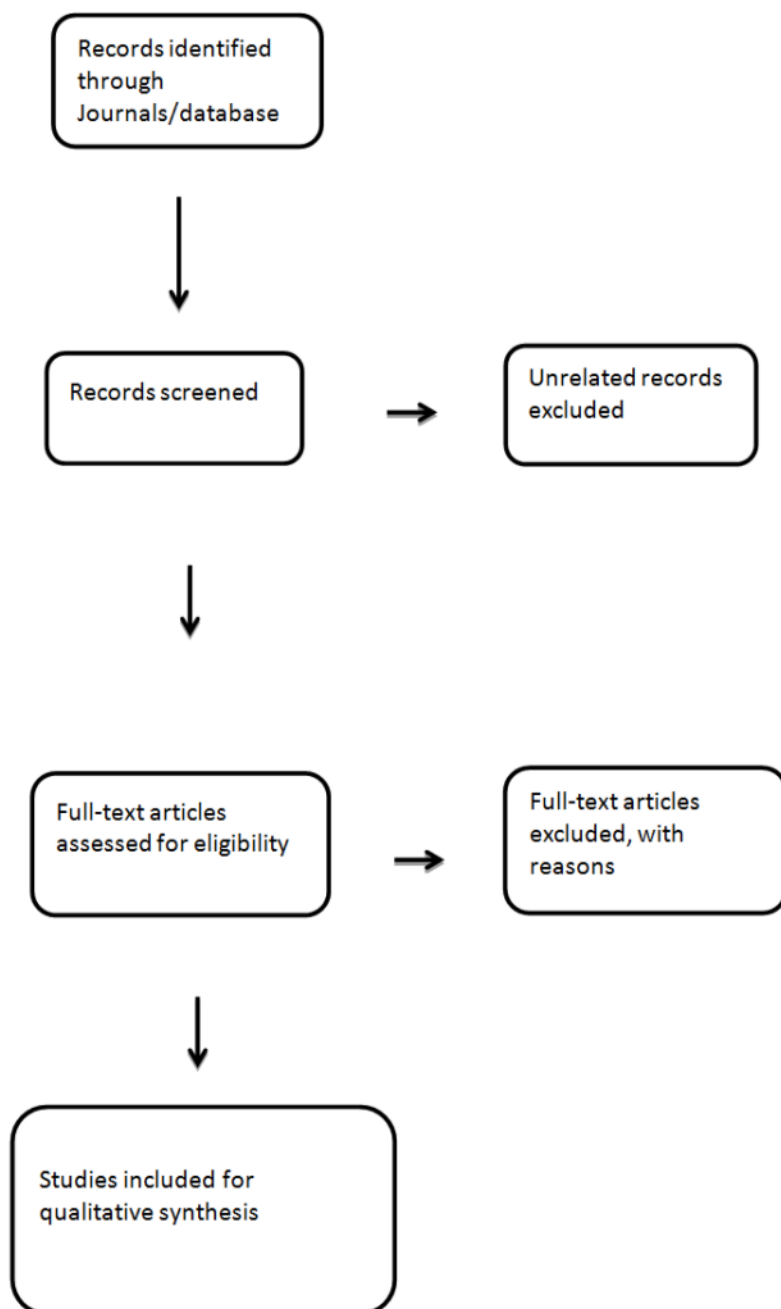 Records identified
through
Journals/database
Records screened
Unrelated records
excluded
Full-text articles
assessed for eligibility
Full-text articles
excluded, with
reasons
Studies included for
qualitative synthesis